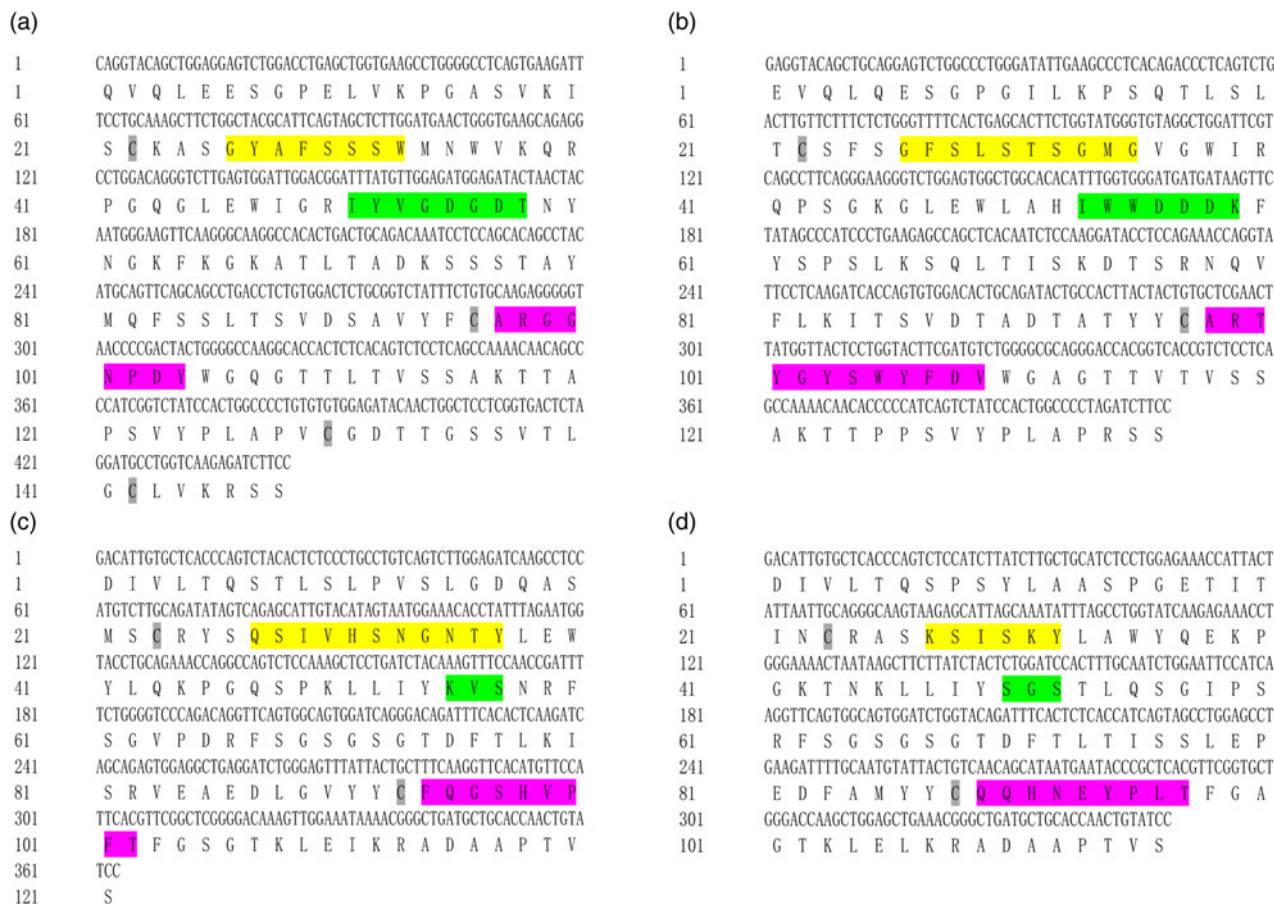 (a)
1 CAGGTACAGCTGGAGGAGTCTGGACCTGAGCTGGTGAAGCCTGGGGCCTCAGTGAAGATT
1 Q V Q L E E S G P E L V K P G A S V K I
61 TCCTGCAAAGCTTCTGGCTACGCATTCAGTAGCTCTTGGATGAACTGGGTGAAGCAGAGG
21 S C K A S G Y A F S S S W M N W V K Q R
121 CCTGGACAGGGTCTTGAGTGGATTGGACGGATTTATGTTGGAGATGGAGATACTAACTAC
41 P G Q G L E W I G R I Y V G D G D T N Y
181 AATGGGAAGTTCAAGGGCAAGGCCACACTGACTGCAGACAAATCCTCCAGCACAGCCTAC
61 N G K F K G K A T L T A D K S S S T A Y
241 ATGCAGTTCAGCAGCCTGACCTCTGTGGACTCTGCGGTCTATTTCTGTGCAAGAGGGGGT
81 M Q F S S L T S V D S A V Y F C A R G G
301 AACCCCGACTACTGGGGCCAAGGCACCACTCTCACAGTCTCCTCAGCCAAAACAACAGCC
101 N P D Y W G Q G T T L T V S S A K T T A
361 CCATCGGTCTATCCACTGGCCCCTGTGTGTGGAGATACAACTGGCTCCTCGGTGACTCTA
121 P S V Y P L A P V C G D T T G S S V T L
421 GGATGCCTGGTCAAGAGATCTTCC
141 G C L V K R S S
(b)
1 GAGGTACAGCTGCAGGAGTCTGGCCCTGGGATATTGAAGCCCTCACAGACCCTCAGTCTG
1 E V Q L Q E S G P G I L K P S Q T L S L
61 ACTTGTTCTTTCTCTGGGTTTTCACTGAGCACTTCTGGTATGGGTGTAGGCTGGATTCGT
21 T C S F S G F S L S T S G M G V G W I R
121 CAGCCTTCAGGGAAGGGTCTGGAGTGGCTGGCACACATTTGGTGGGATGATGATAAGTTC
41 Q P S G K G L E W L A H I W W D D D K F
181 TATAGCCCATCCCTGAAGAGCCAGCTCACAATCTCCAAGGATACCTCCAGAAACCAGGTA
61 Y S P S L K S Q L T I S K D T S R N Q V
241 TTCCTCAAGATCACCAGTGTGGACACTGCAGATACTGCCACTTACTACTGTGCTCGAACT
81 F L K I T S V D T A D T A T Y Y C A R T
301 TATGGTTACTCCTGGTACTTCGATGTCTGGGGCGCAGGGACCACGGTCACCGTCTCCTCA
101 Y G Y S W Y F D V W G A G T T V T V S S
361 GCCAAAACAACACCCCCATCAGTCTATCCACTGGCCCCTAGATCTTCC
121 A K T T P P S V Y P L A P R S S
(c)
1 GACATTGTGCTCACCCAGTCTACACTCTCCCTGCCTGTCAGTCTTGGAGATCAAGCCTCC
1 D I V L T Q S T L S L P V S L G D Q A S
61 ATGTCTTGCAGATATAGTCAGAGCATTGTACATAGTAATGGAAACACCTATTTAGAATGG
21 M S C R Y S Q S I V H S N G N T Y L E W
121 TACCTGCAGAAACCAGGCCAGTCTCCAAAGCTCCTGATCTACAAAGTTTCCAACCGATTT
41 Y L Q K P G Q S P K L L I Y K V S N R F
181 TCTGGGGTCCCAGACAGGTTCAGTGGCAGTGGATCAGGGACAGATTTCACACTCAAGATC
61 S G V P D R F S G S G S G T D F T L K I
241 AGCAGAGTGGAGGCTGAGGATCTGGGAGTTTATTACTGCTTTCAAGGTTCACATGTTCCA
81 S R V E A E D L G V Y Y C F Q G S H V P
301 TTCACGTTCGGCTCGGGGACAAAGTTGGAAATAAAACGGGCTGATGCTGCACCAACTGTA
101 F T F G S G T K L E I K R A D A A P T V
361 TCC
121 S
(d)
1 GACATTGTGCTCACCCAGTCTCCATCTTATCTTGCTGCATCTCCTGGAGAAACCATTACT
1 D I V L T Q S P S Y L A A S P G E T I T
61 ATTAATTGCAGGGCAAGTAAGAGCATTAGCAAATATTTAGCCTGGTATCAAGAGAAACCT
21 I N C R A S K S I S K Y L A W Y Q E K P
121 GGGAAAACTAATAAGCTTCTTATCTACTCTGGATCCACTTTGCAATCTGGAATTCCATCA
41 G K T N K L L I Y S G S T L Q S G I P S
181 AGGTTCAGTGGCAGTGGATCTGGTACAGATTTCACTCTCACCATCAGTAGCCTGGAGCCT
61 R F S G S G S G T D F T L T I S S L E P
241 GAAGATTTTGCAATGTATTACTGTCAACAGCATAATGAATACCCGCTCACGTTCGGTGCT
81 E D F A M Y Y C Q Q H N E Y P L T F G A
301 GGGACCAAGCTGGAGCTGAAACGGGCTGATGCTGCACCAACTGTATCC
101 G T K L E L K R A D A A P T V S